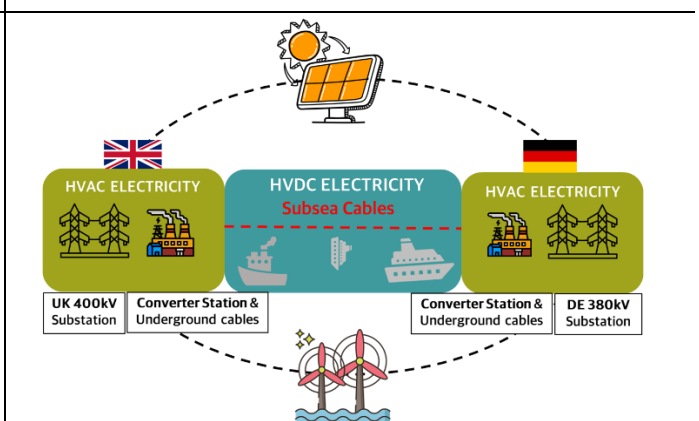 HVAC ELECTRICITY
HVDC ELECTRICITY
Subsea Cables
HVAC ELECTRICITY
UK 400kV
Substation
Converter Station &
Underground cables
Converter Station &
Underground cables
DE 380kV
Substation